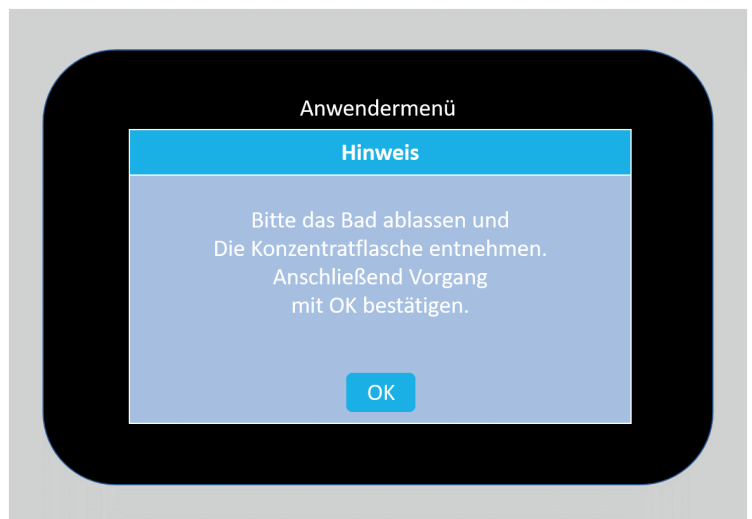 Anwendermenü
Hinweis
Bitte das Bad ablassen und
Die Konzentratflasche entnehmen.
Anschließend Vorgang
mit OK bestätigen.
OK